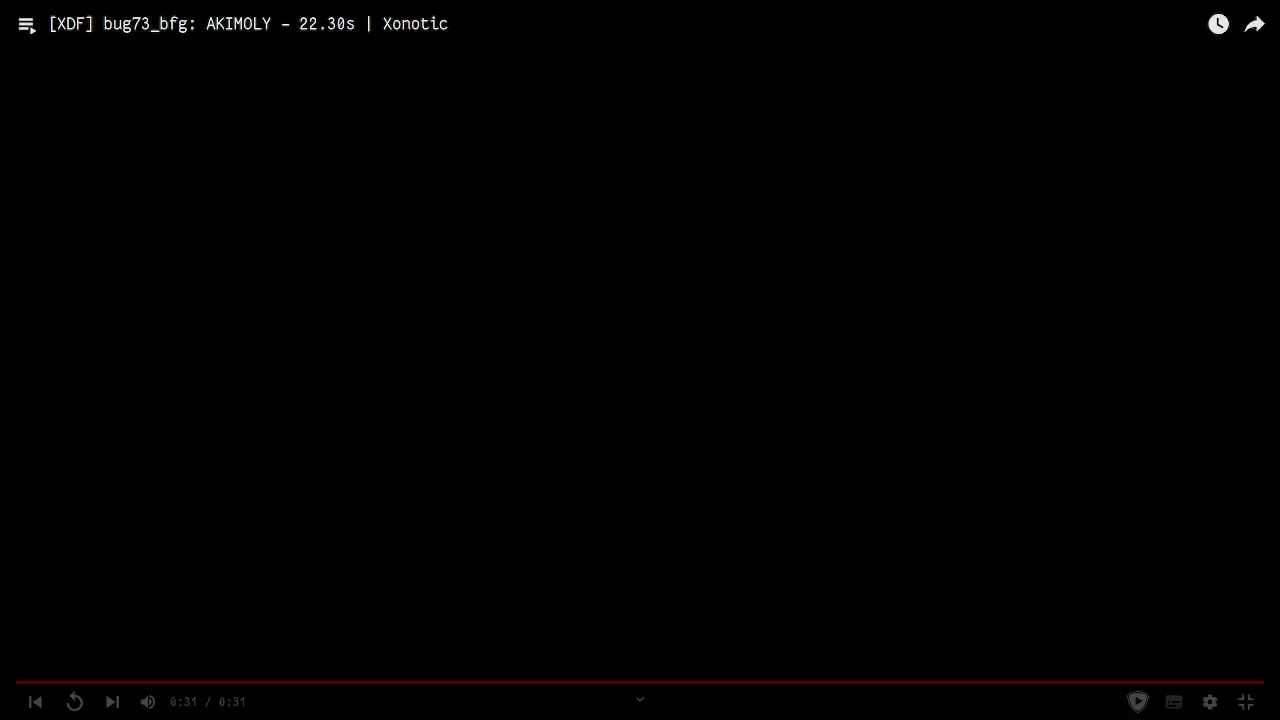 [XDF] bug73_bfg: AKIMOLY – 22.30s | Xonotic
0:31 / 0:31